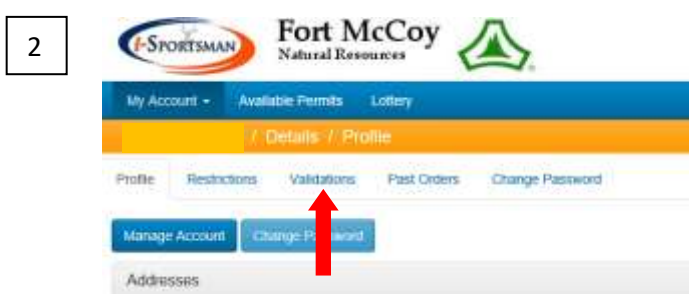 2
i-SPORTSMAN
Fort McCoy
Natural Resources
My Account Available Permits Lottery
/ Details / Profile
Profile Restrictions Validations Past Orders Change Password
Manage Account Change Password
Addresses